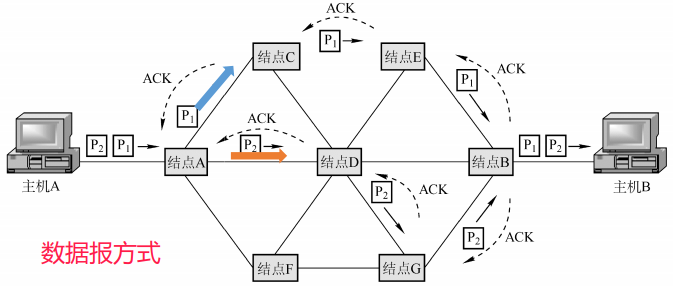 ACK
P₁
结点C
结点E
ACK
P₁
ACK
P₁
ACK
P₂
P₁
P₂
P₁
P₂
主机A
结点A
结点D
结点B
主机B
P₂
ACK
P₂
ACK
数据报方式
结点F
结点G